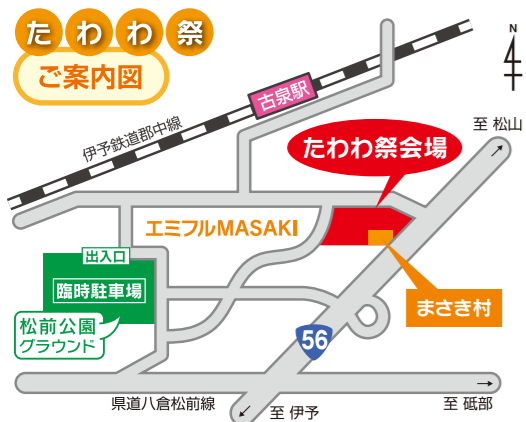 たわわ祭
ご案内図
N
古泉駅
伊予鉄道郡中線
至 松山
たわわ祭会場
エミフルMASAKI
出入口
臨時駐車場
まさき村
松前公園
グラウンド
56
県道八倉松前線
至 伊予
至 砥部